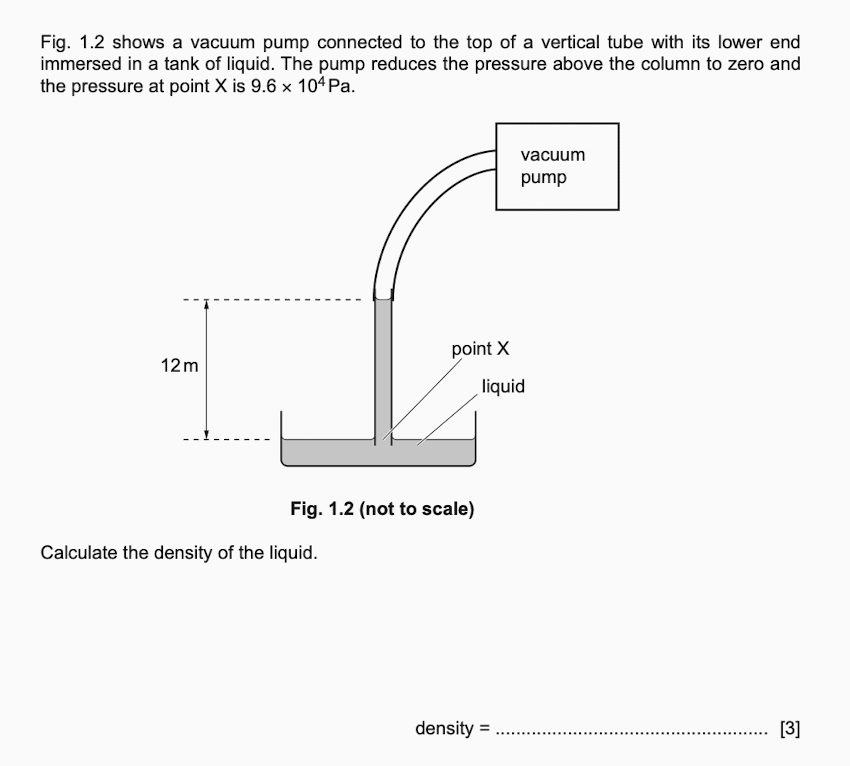 Fig. 1.2 shows a vacuum pump connected to the top of a vertical tube with its lower end
immersed in a tank of liquid. The pump reduces the pressure above the column to zero and
the pressure at point X is 9.6 × 10⁴ Pa.
vacuum
pump
point X
12 m
liquid
Fig. 1.2 (not to scale)
Calculate the density of the liquid.
density = ...................................................... [3]